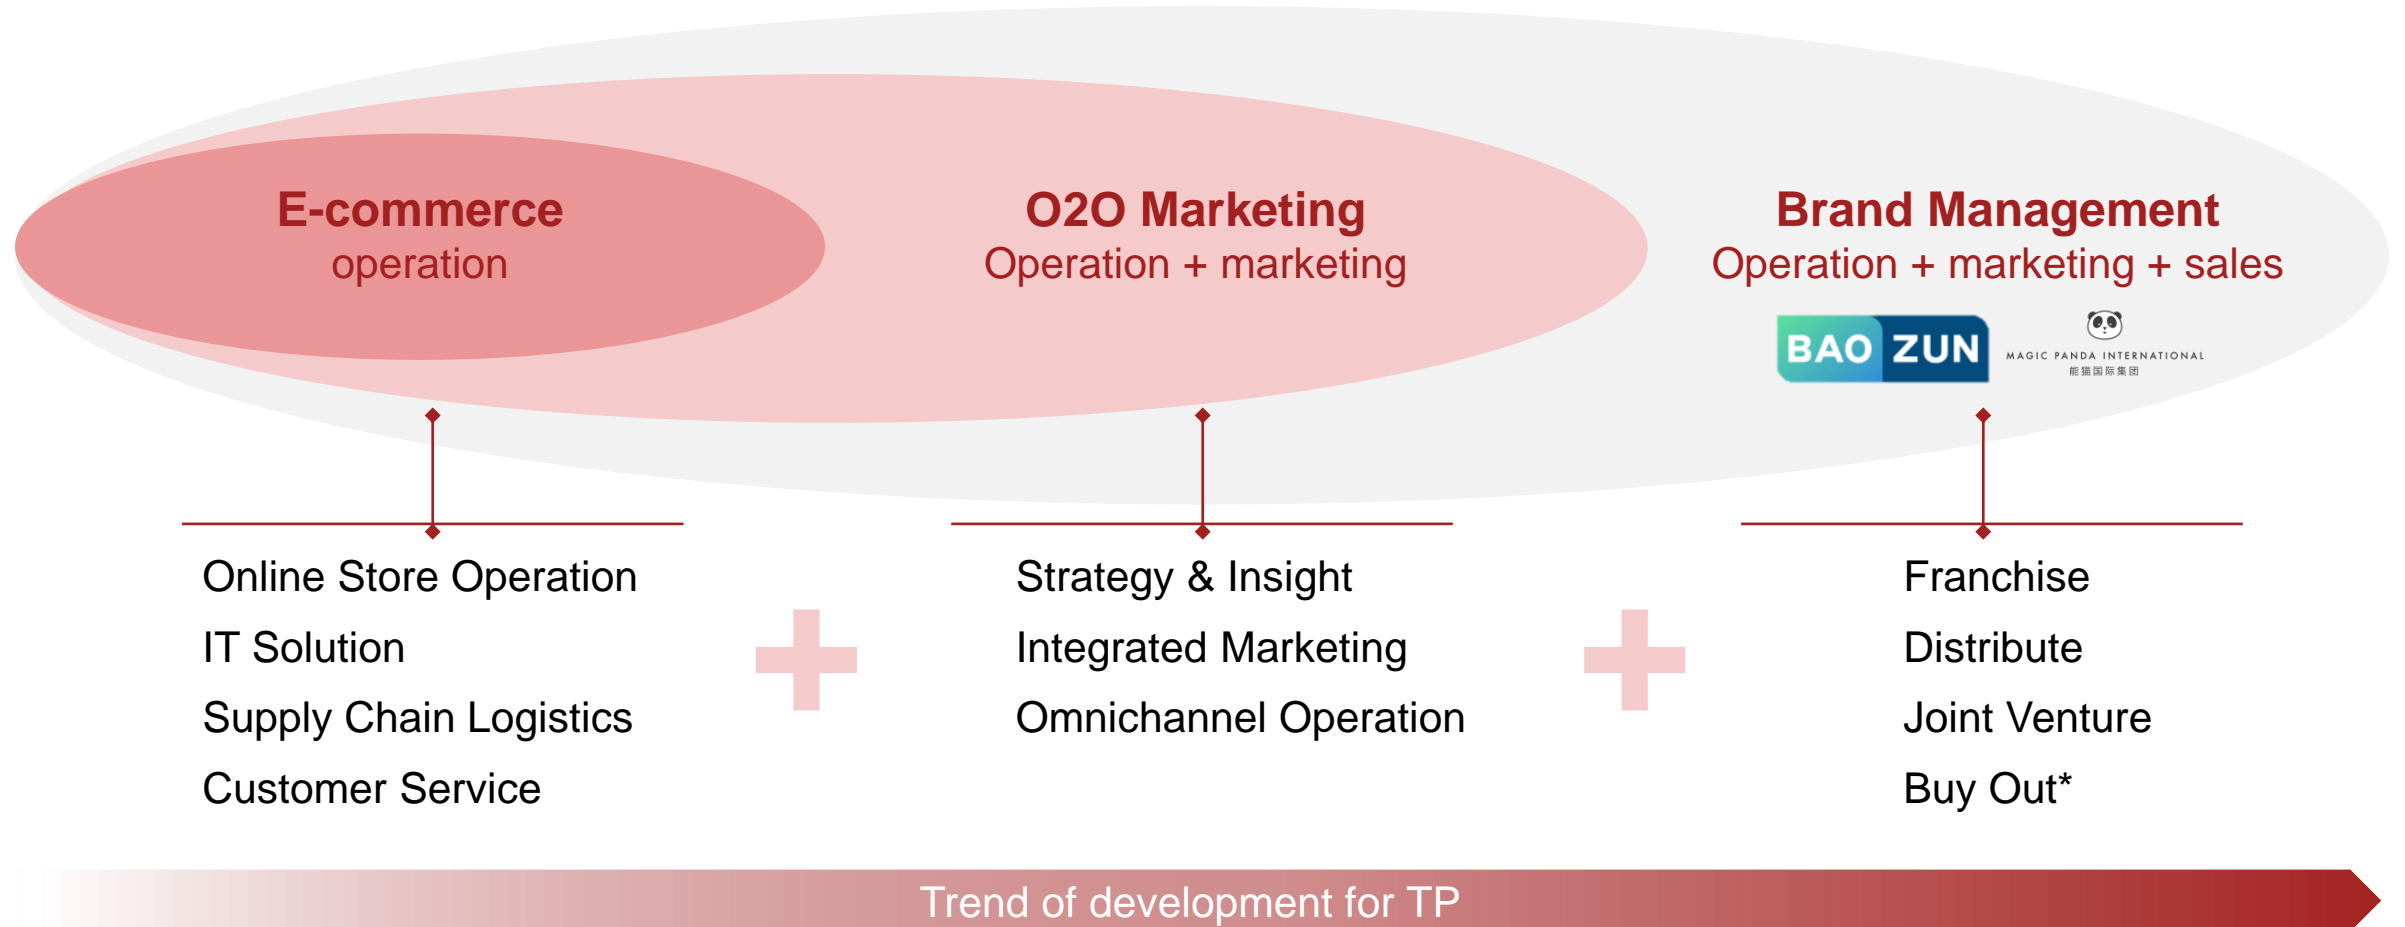 E-commerce
operation
O2O Marketing
Operation + marketing
Brand Management
Operation + marketing + sales
BAO ZUN
MAGIC PANDA INTERNATIONAL
能猫国际集团
Online Store Operation
IT Solution
Supply Chain Logistics
Customer Service
Strategy & Insight
Integrated Marketing
Omnichannel Operation
Franchise
Distribute
Joint Venture
Buy Out*
Trend of development for TP